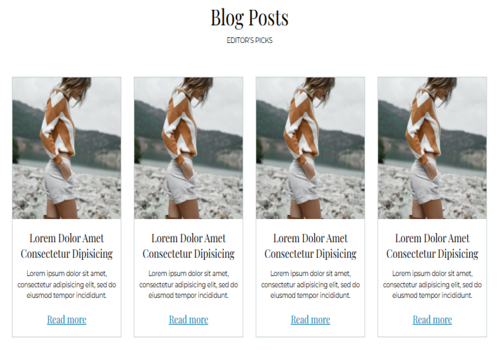 Blog Posts
EDITOR'S PICKS
Lorem Dolor Amet
Consectetur Dipisicing
Lorem ipsum dolor sit amet,
consectetur adipisicing elit, sed do
eiusmod tempor incididunt.
Read more
Lorem Dolor Amet
Consectetur Dipisicing
Lorem ipsum dolor sit amet,
consectetur adipisicing elit, sed do
eiusmod tempor incididunt.
Read more
Lorem Dolor Amet
Consectetur Dipisicing
Lorem ipsum dolor sit amet,
consectetur adipisicing elit, sed do
eiusmod tempor incididunt.
Read more
Lorem Dolor Amet
Consectetur Dipisicing
Lorem ipsum dolor sit amet,
consectetur adipisicing elit, sed do
eiusmod tempor incididunt.
Read more